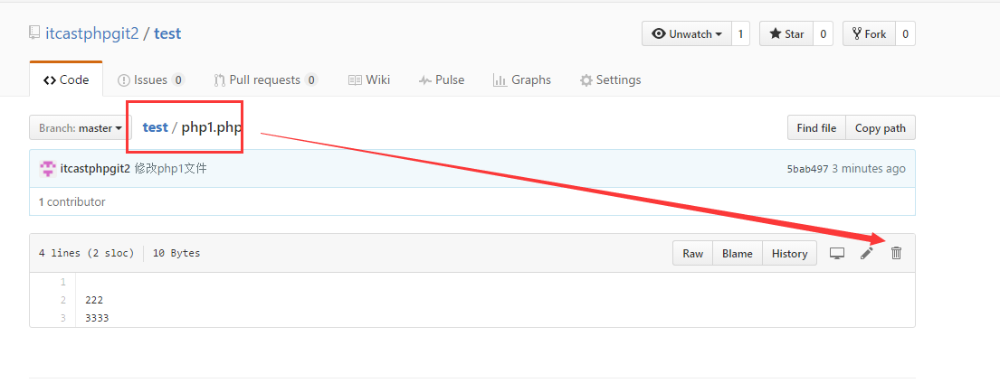 itcastphpgit2 / test
Unwatch 1 Star 0 Fork 0
Code Issues 0 Pull requests 0 Wiki Pulse Graphs Settings
Branch: master test / php1.php Find file Copy path
itcastphpgit2 修改php1文件 5bab497 3 minutes ago
1 contributor
4 lines (2 sloc) 10 Bytes Raw Blame History
1
2 222
3 3333